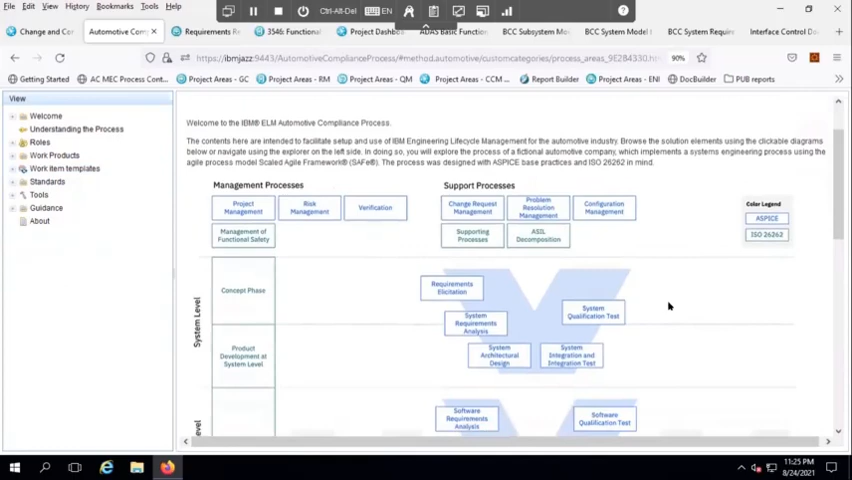 File Edit View History Bookmarks Tools Help
Ctrl-Alt-Del EN
Change and Cor
Automotive Comp
Requirements Re
3546: Functional
Project Dashbo
ADAS Basic Functio
BCC Subsystem Mod
BCC System Model I
BCC System Require
Interface Control Do
https://ibmjazz:9443/AutomotiveComplianceProcess/#method.automotive/customcategories/process_areas_9E284330.htm
90%
Getting Started
AC MEC Process Cont...
Project Areas - GC
Project Areas - RM
Project Areas - QM
Project Areas - CCM ...
Report Builder
Project Areas - ENI
DocBuilder
PUB reports
View
Welcome
Understanding the Process
Roles
Work Products
Work item templates
Standards
Tools
Guidance
About
Welcome to the IBM® ELM Automotive Compliance Process.
The contents here are intended to facilitate setup and use of IBM Engineering Lifecycle Management for the automotive industry. Browse the solution elements using the clickable diagrams
below or navigate using the explorer on the left side. In doing so, you will explore the process of a fictional automotive company, which implements a systems engineering process using the
agile process model Scaled Agile Framework® (SAFe®). The process was designed with ASPICE base practices and ISO 26262 in mind.
Management Processes
Support Processes
Project
Management
Risk
Management
Verification
Change Request
Management
Problem
Resolution
Management
Configuration
Management
Color Legend
ASPICE
ISO 26262
Management of
Functional Safety
Supporting
Processes
ASIL
Decomposition
System Level
Concept Phase
Requirements
Elicitation
System
Requirements
Analysis
System
Qualification Test
Product
Development at
System Level
System
Architectural
Design
System
Integration and
Integration Test
Software
Requirements
Analysis
Software
Qualification Test
vel
11:25 PM
8/24/2021